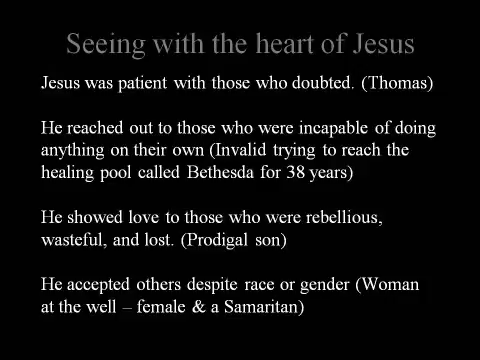 Seeing with the heart of Jesus
Jesus was patient with those who doubted. (Thomas)
He reached out to those who were incapable of doing
anything on their own (Invalid trying to reach the
healing pool called Bethesda for 38 years)
He showed love to those who were rebellious,
wasteful, and lost. (Prodigal son)
He accepted others despite race or gender (Woman
at the well – female & a Samaritan)